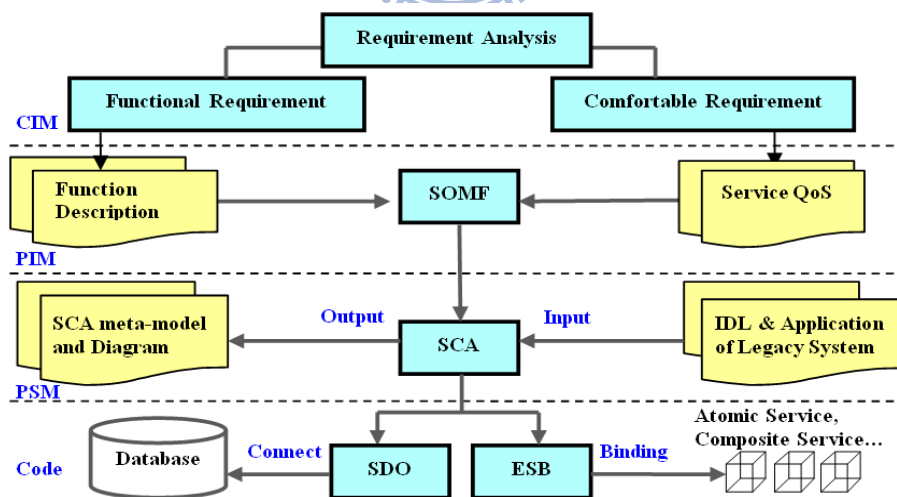 Requirement Analysis
Functional Requirement
Comfortable Requirement
CIM
Function
Description
SOMF
Service QoS
PIM
SCA meta-model
and Diagram
Output
SCA
Input
IDL & Application
of Legacy System
PSM
Atomic Service,
Composite Service…
Code
Database
Connect
SDO
ESB
Binding